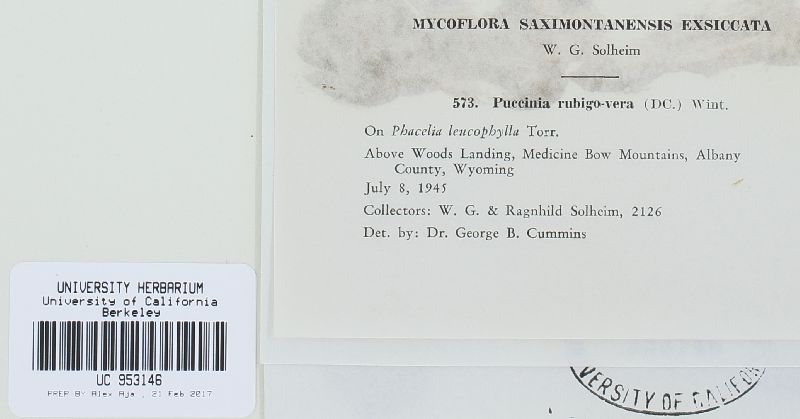 MYCOFLORA SAXIMONTANENSIS EXSICCATA
W. G. Solheim
573. Puccinia rubigo-vera (DC.) Wint.
On Phacelia leucophylla Torr.
Above Woods Landing, Medicine Bow Mountains, Albany
County, Wyoming
July 8, 1945
Collectors: W. G. & Ragnhild Solheim, 2126
Det. by: Dr. George B. Cummins
UNIVERSITY HERBARIUM
University of California
Berkeley
UC 953146
PREP BY Alex Aja , 21 Feb 2017
VERSITY OF CALIFO